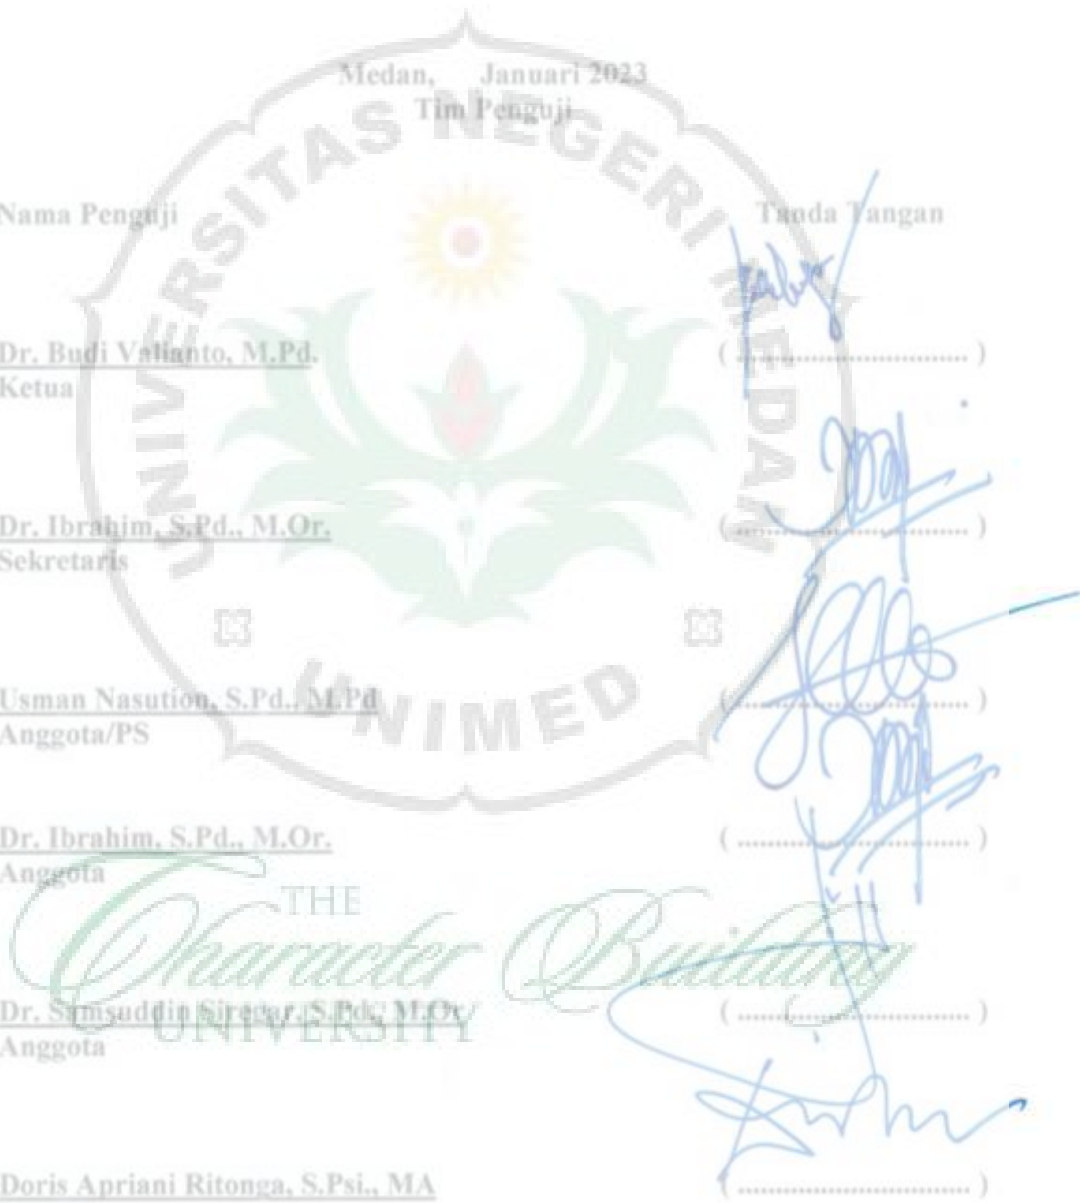 Medan, Januari 2023
Tim Penguji
UNIVERSITAS NEGERI MEDAN
Nama Penguji Tanda Tangan
Dr. Budi Valianto, M.Pd. ( .............................. )
Ketua
Dr. Ibrahim, S.Pd., M.Or. ( .............................. )
Sekretaris
UNIMED
Usman Nasution, S.Pd., M.Pd ( .............................. )
Anggota/PS
Dr. Ibrahim, S.Pd., M.Or. ( .............................. )
Anggota
THE
Character Building
UNIVERSITY
Dr. Samsuddin Siregar, S.Pd., M.Or ( .............................. )
Anggota
Doris Apriani Ritonga, S.Psi., MA ( .............................. )